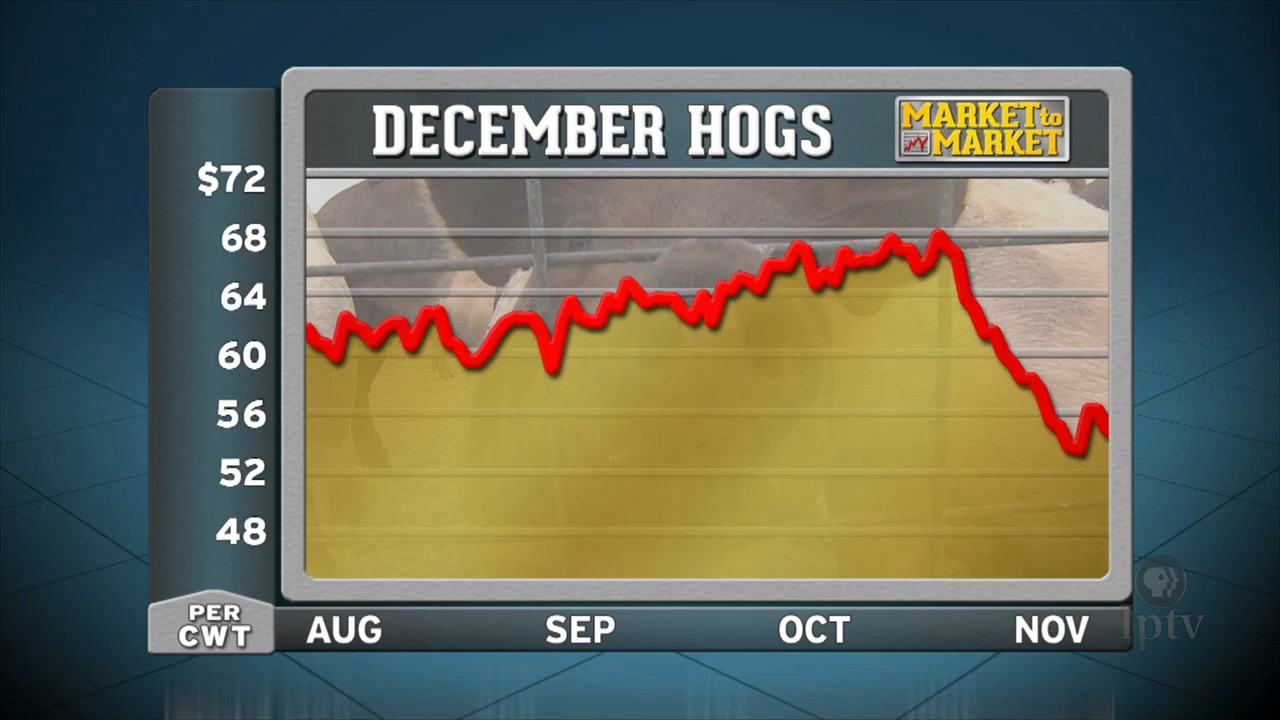 DECEMBER HOGS
MARKET to
MARKET
$72
68
64
60
56
52
48
PER
CWT
AUG SEP OCT NOV
iptv